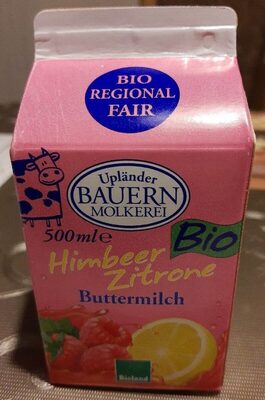 BIO
REGIONAL
FAIR
Upländer
BAUERN
MOLKEREI
500ml℮
Bio
Himbeer
Zitrone
Buttermilch
Bioland